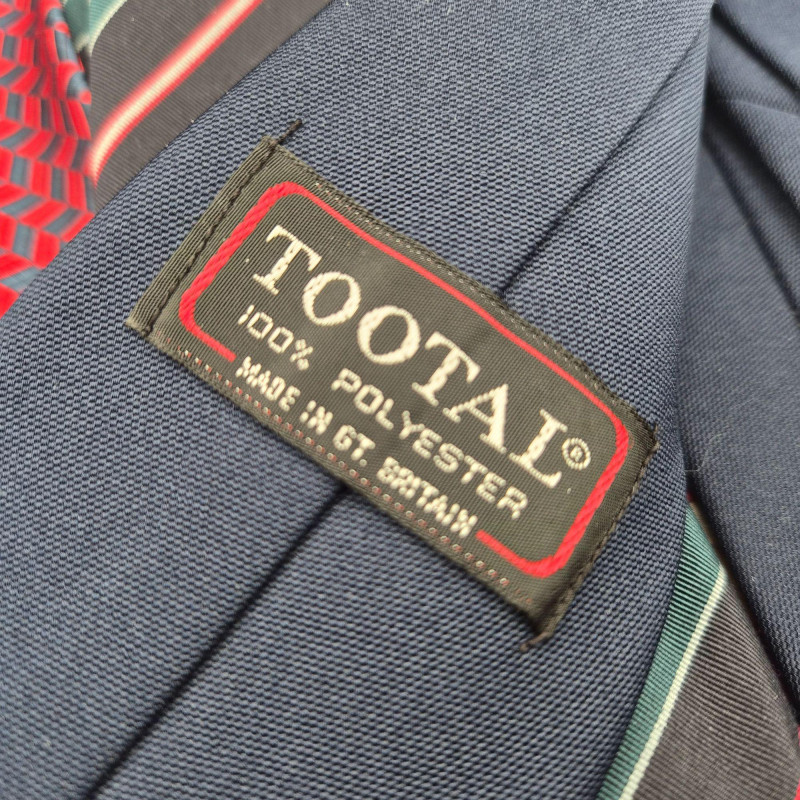 TOOTAL®
100% POLYESTER
MADE IN GT. BRITAIN